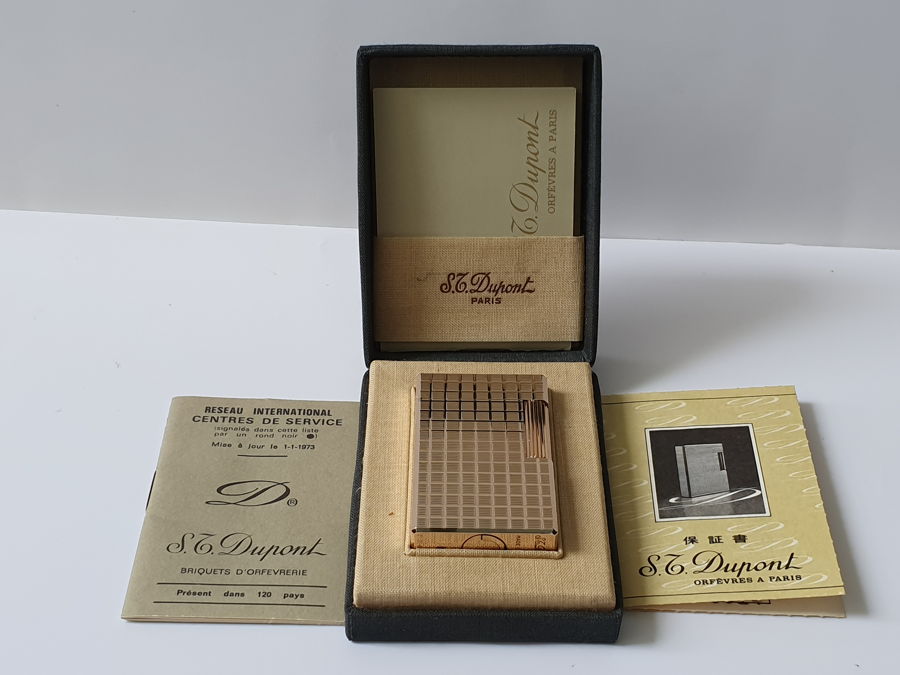 S.T. Dupont
ORFÈVRES A PARIS
S.T. Dupont
PARIS
RESEAU INTERNATIONAL
CENTRES DE SERVICE
(signalés dans cette liste
par un rond noir ●)
Mise à jour le 1-1-1973
D®
S.T. Dupont
BRIQUETS D'ORFEVRERIE
Présent dans 120 pays
保証書
S.T. Dupont
ORFÈVRES A PARIS